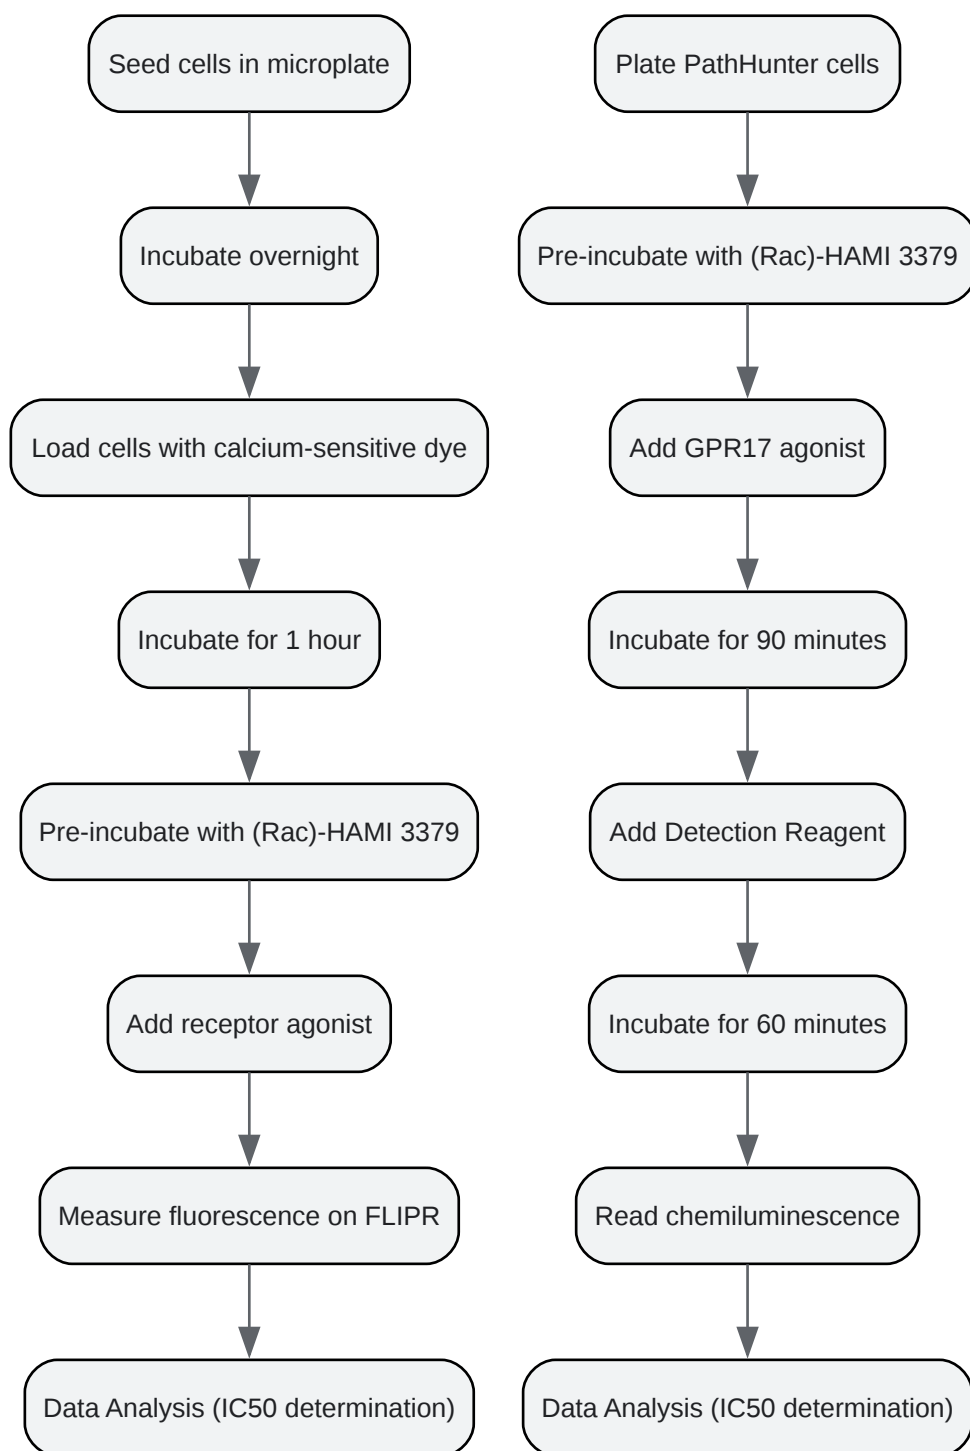 Seed cells in microplate
Incubate overnight
Load cells with calcium-sensitive dye
Incubate for 1 hour
Pre-incubate with (Rac)-HAMI 3379
Add receptor agonist
Measure fluorescence on FLIPR
Data Analysis (IC50 determination)
Plate PathHunter cells
Pre-incubate with (Rac)-HAMI 3379
Add GPR17 agonist
Incubate for 90 minutes
Add Detection Reagent
Incubate for 60 minutes
Read chemiluminescence
Data Analysis (IC50 determination)